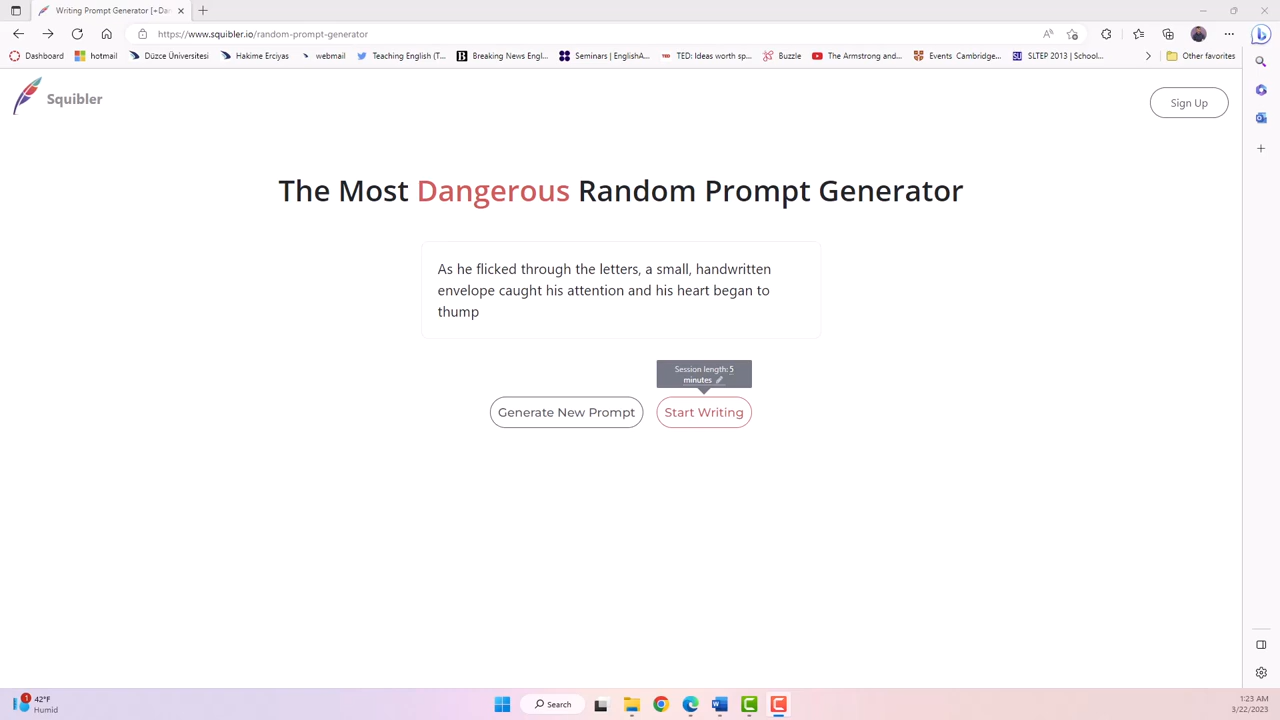 Writing Prompt Generator [+Dan
https://www.squibler.io/random-prompt-generator
Dashboard
hotmail
Düzce Üniversitesi
Hakime Erciyas
webmail
Teaching English (T...
Breaking News Engl...
Seminars | EnglishA...
TED: Ideas worth sp...
Buzzle
The Armstrong and...
Events Cambridge...
SLTEP 2013 | School...
Other favorites
Squibler
Sign Up
The Most Dangerous Random Prompt Generator
As he flicked through the letters, a small, handwritten
envelope caught his attention and his heart began to
thump
Session length: 5
minutes
Generate New Prompt
Start Writing
1
42°F
Humid
Search
1:23 AM
3/22/2023